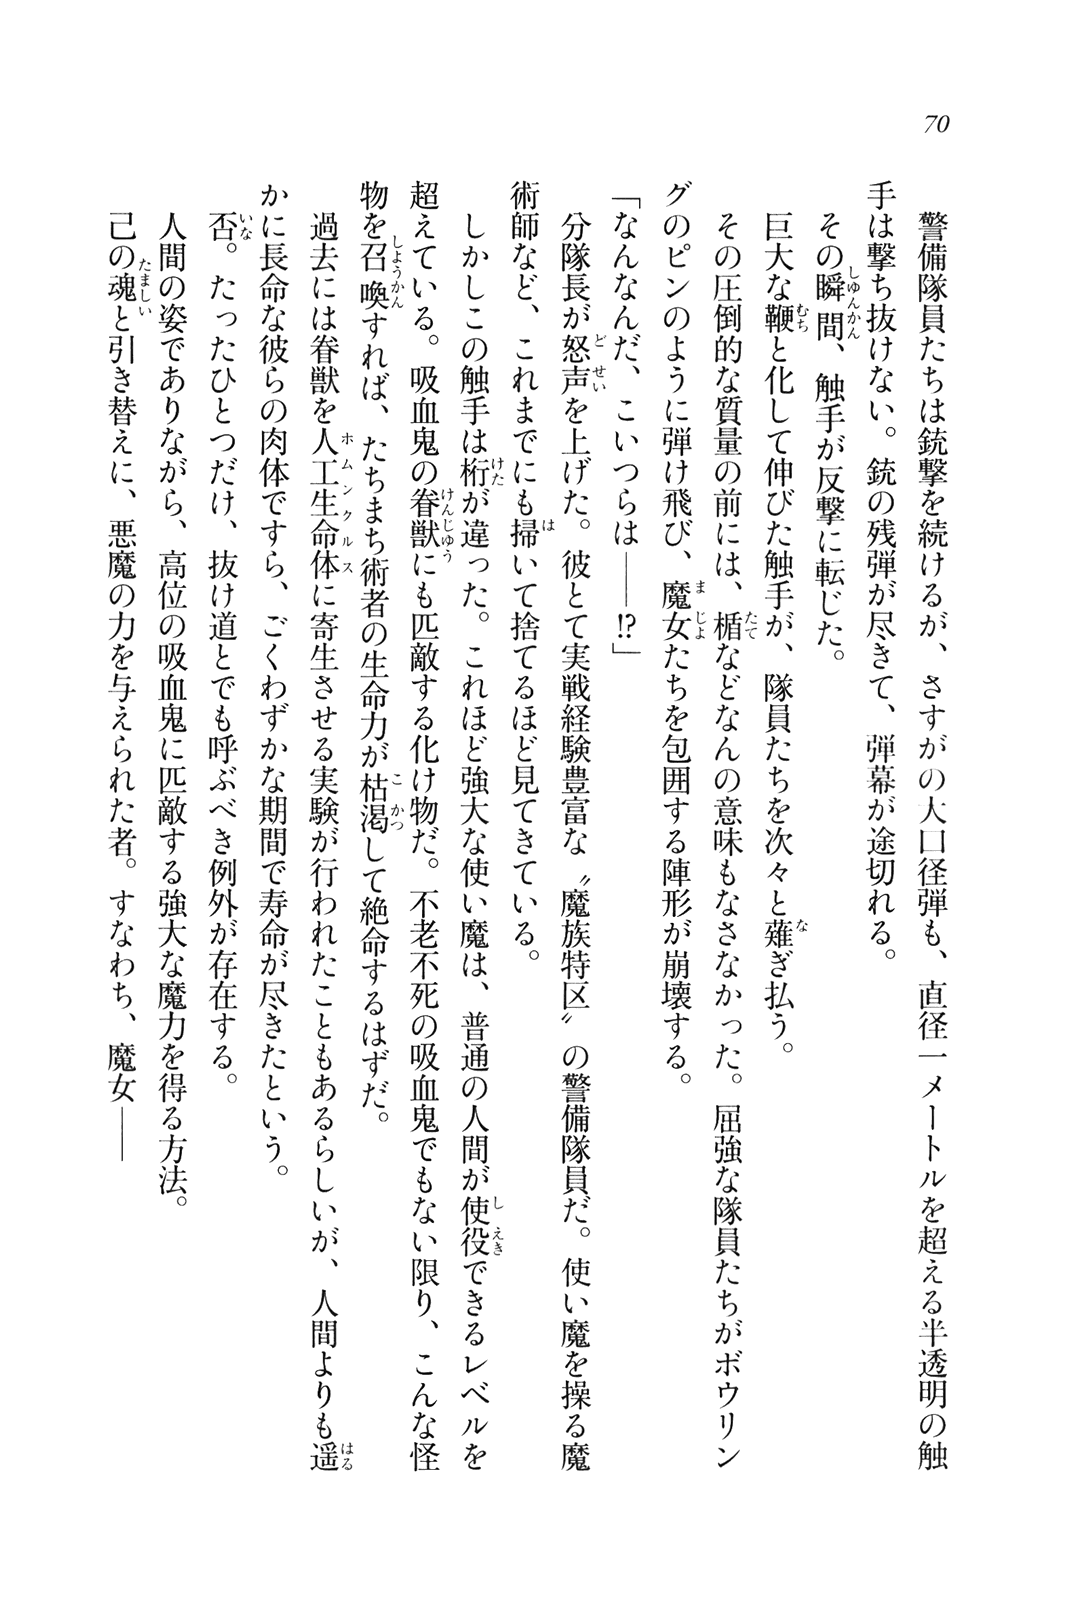 70
警備隊員たちは銃撃を続けるが、さすがの大口径弾も、直径一メートルを超える半透明の触
手は撃ち抜けない。銃の残弾が尽きて、弾幕が途切れる。
その瞬間、触手が反撃に転じた。
巨大な鞭と化して伸びた触手が、隊員たちを次々と薙ぎ払う。
その圧倒的な質量の前には、楯などなんの意味もなさなかった。屈強な隊員たちがボウリン
グのピンのように弾け飛び、魔女たちを包囲する陣形が崩壊する。
「なんなんだ、こいつらは――!?」
分隊長が怒声を上げた。彼とて実戦経験豊富な〝魔族特区〟の警備隊員だ。使い魔を操る魔
術師など、これまでにも掃いて捨てるほど見てきている。
しかしこの触手は桁が違った。これほど強大な使い魔は、普通の人間が使役できるレベルを
超えている。吸血鬼の眷獣にも匹敵する化け物だ。不老不死の吸血鬼でもない限り、こんな怪
物を召喚すれば、たちまち術者の生命力が枯渇して絶命するはずだ。
過去には眷獣を人工生命体に寄生させる実験が行われたこともあるらしいが、人間よりも遥
かに長命な彼らの肉体ですら、ごくわずかな期間で寿命が尽きたという。
否。たったひとつだけ、抜け道とでも呼ぶべき例外が存在する。
人間の姿でありながら、高位の吸血鬼に匹敵する強大な魔力を得る方法。
己の魂と引き替えに、悪魔の力を与えられた者。すなわち、魔女――